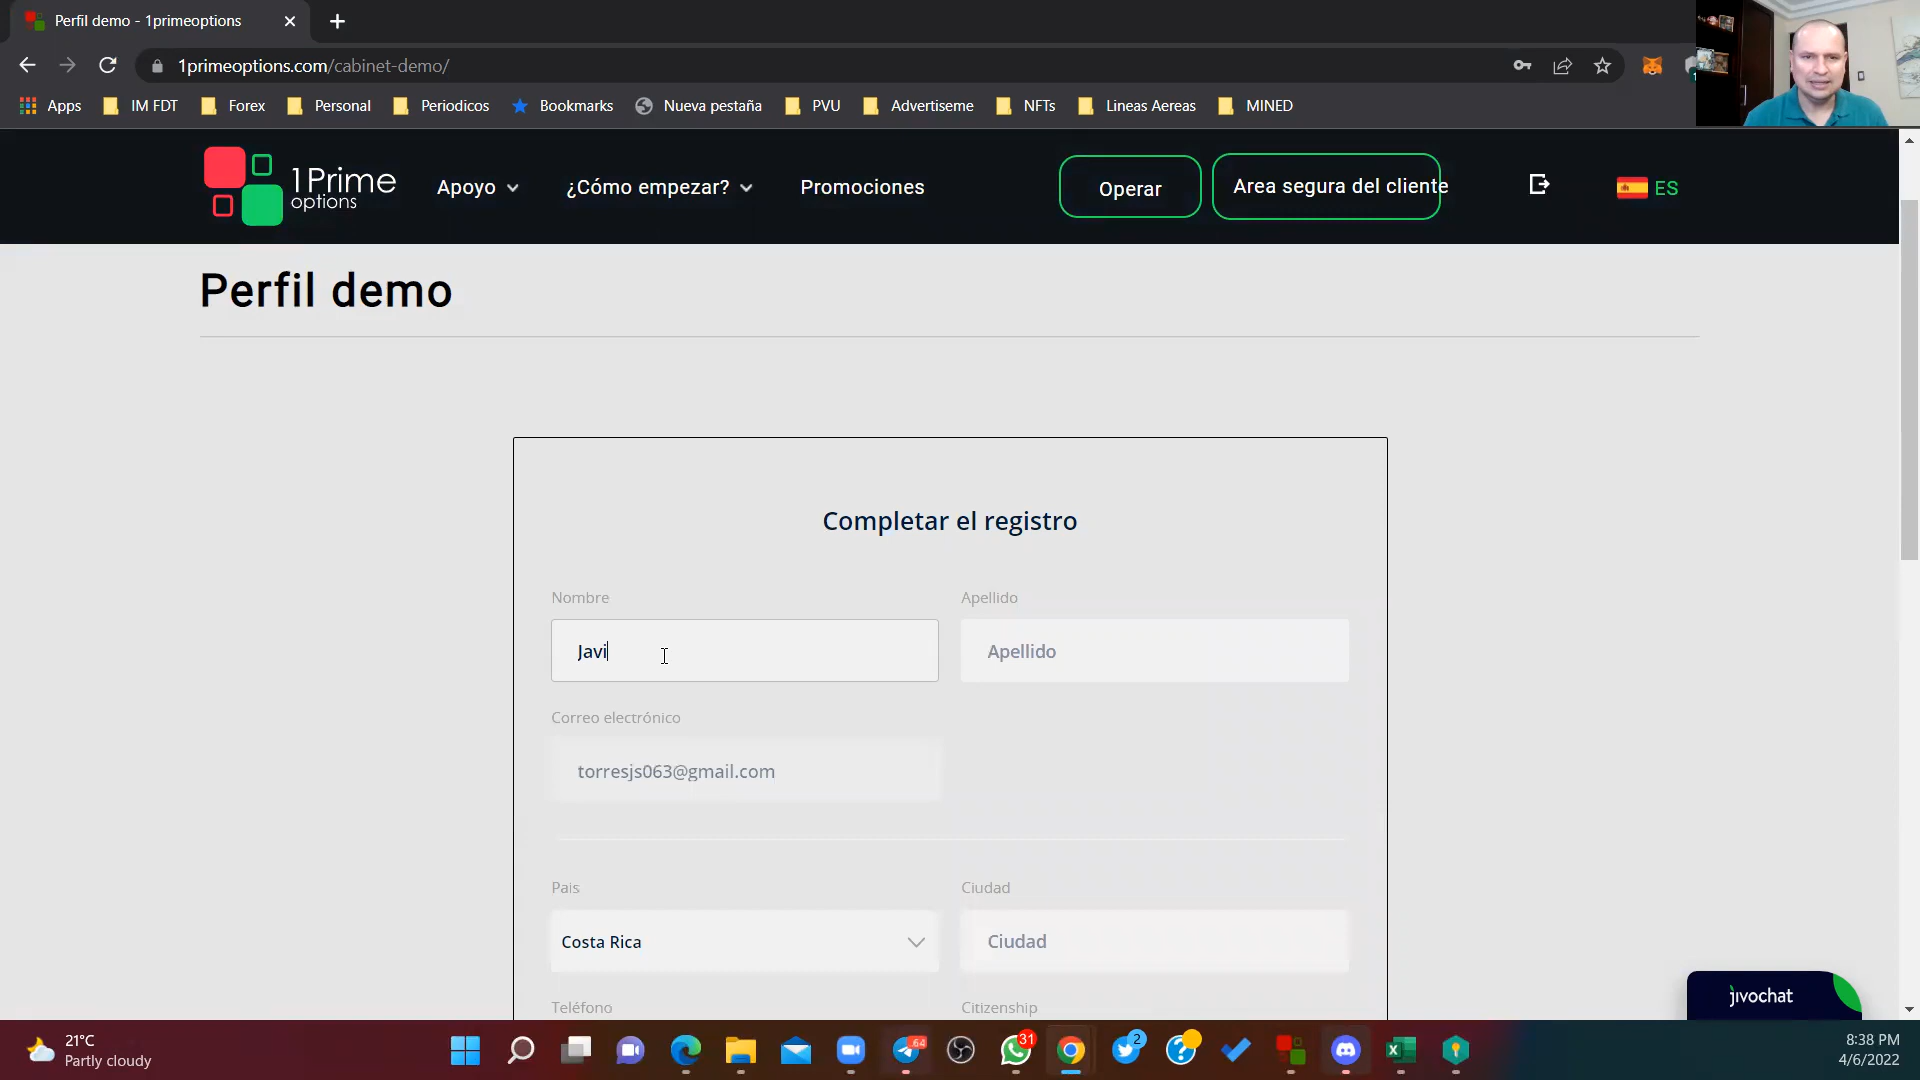 Perfil demo - 1primeoptions
1primeoptions.com/cabinet-demo/
Apps IM FDT Forex Personal Periodicos Bookmarks Nueva pestaña PVU Advertiseme NFTs Lineas Aereas MINED
1Prime
options
Apoyo ¿Cómo empezar? Promociones Operar Area segura del cliente ES
Perfil demo
Completar el registro
Nombre Apellido
Javi Apellido
Correo electrónico
torresjs063@gmail.com
Pais Ciudad
Costa Rica Ciudad
Teléfono Citizenship
jivochat
21°C
Partly cloudy
64
31
2
8:38 PM
4/6/2022